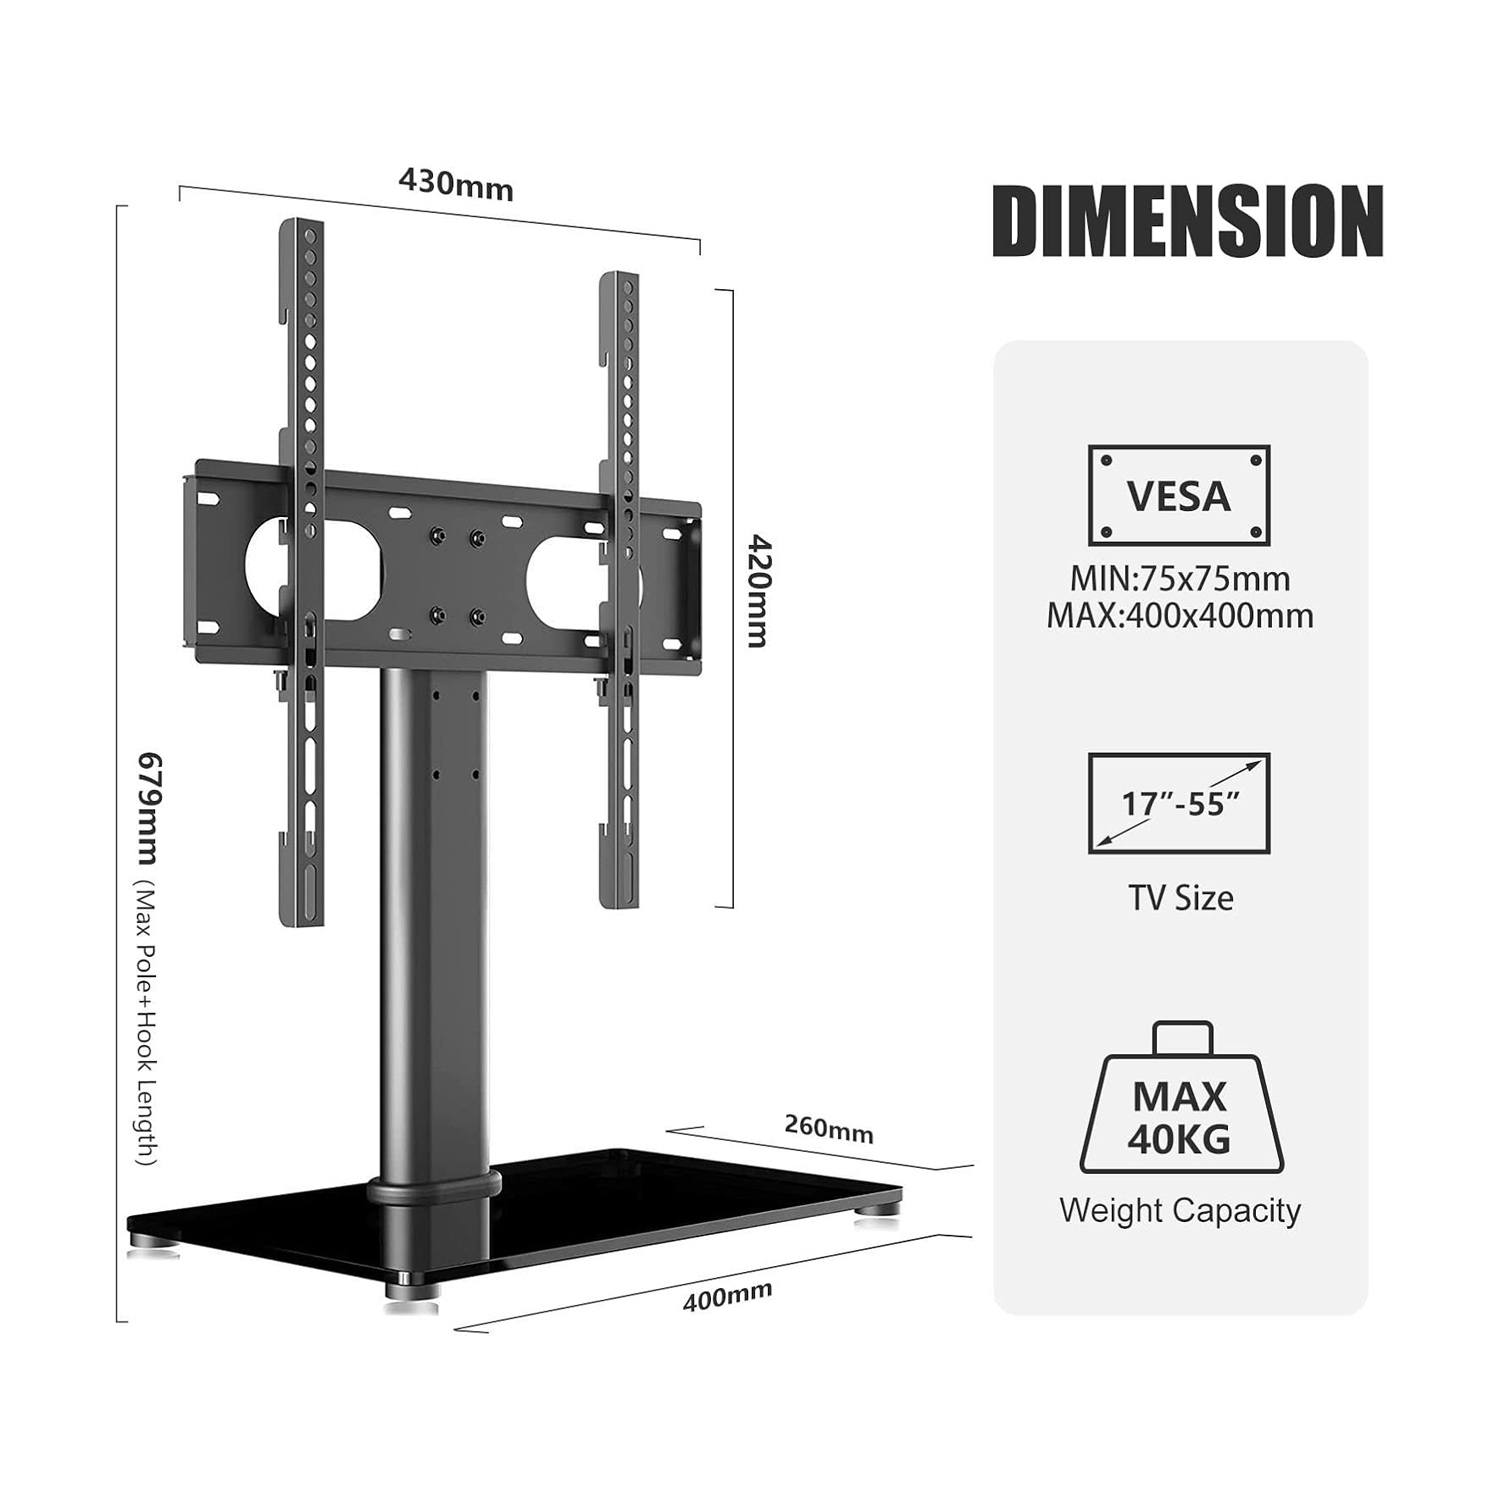 430mm
DIMENSION
420mm
679mm (Max Pole+Hook Length)
260mm
400mm
VESA
MIN:75x75mm
MAX:400x400mm
17”-55”
TV Size
MAX
40KG
Weight Capacity